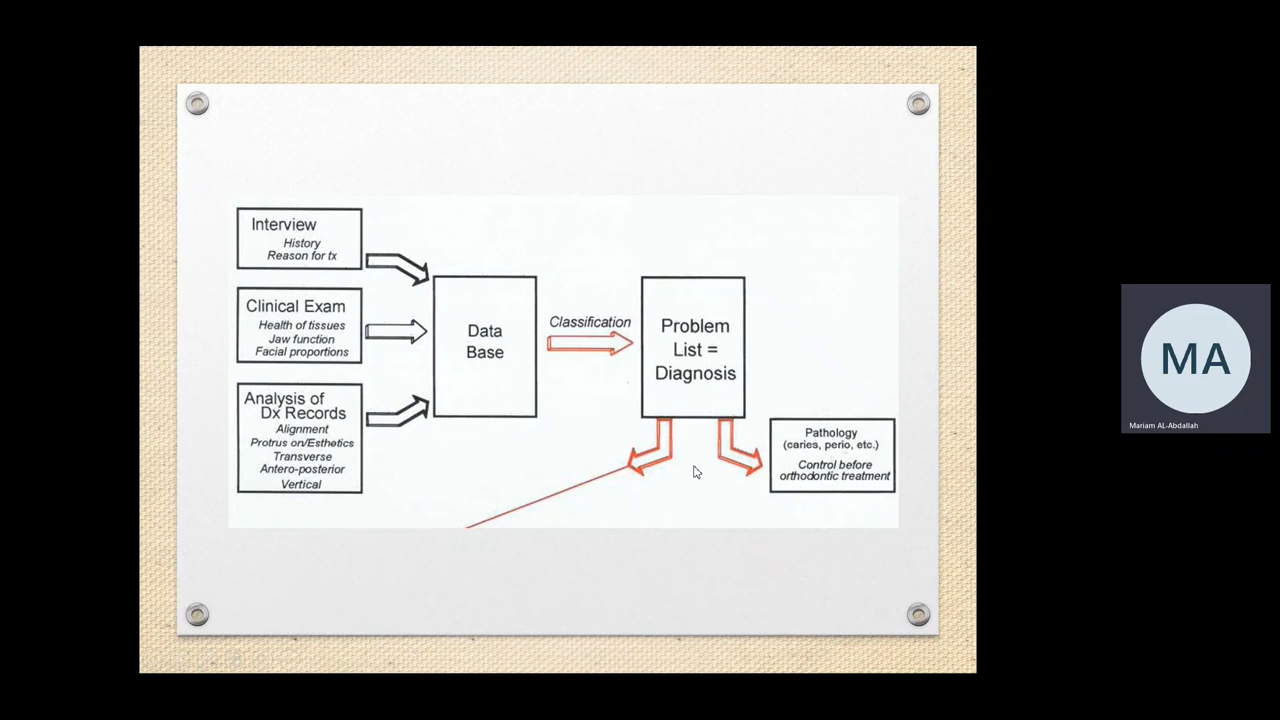 Interview
History
Reason for tx
Clinical Exam
Health of tissues
Jaw function
Facial proportions
Analysis of
Dx Records
Alignment
Protrus on/Esthetics
Transverse
Antero-posterior
Vertical
Data
Base
Classification
Problem
List =
Diagnosis
Pathology
(caries, perio, etc.)
Control before
orthodontic treatment
MA
Mariam AL-Abdallah